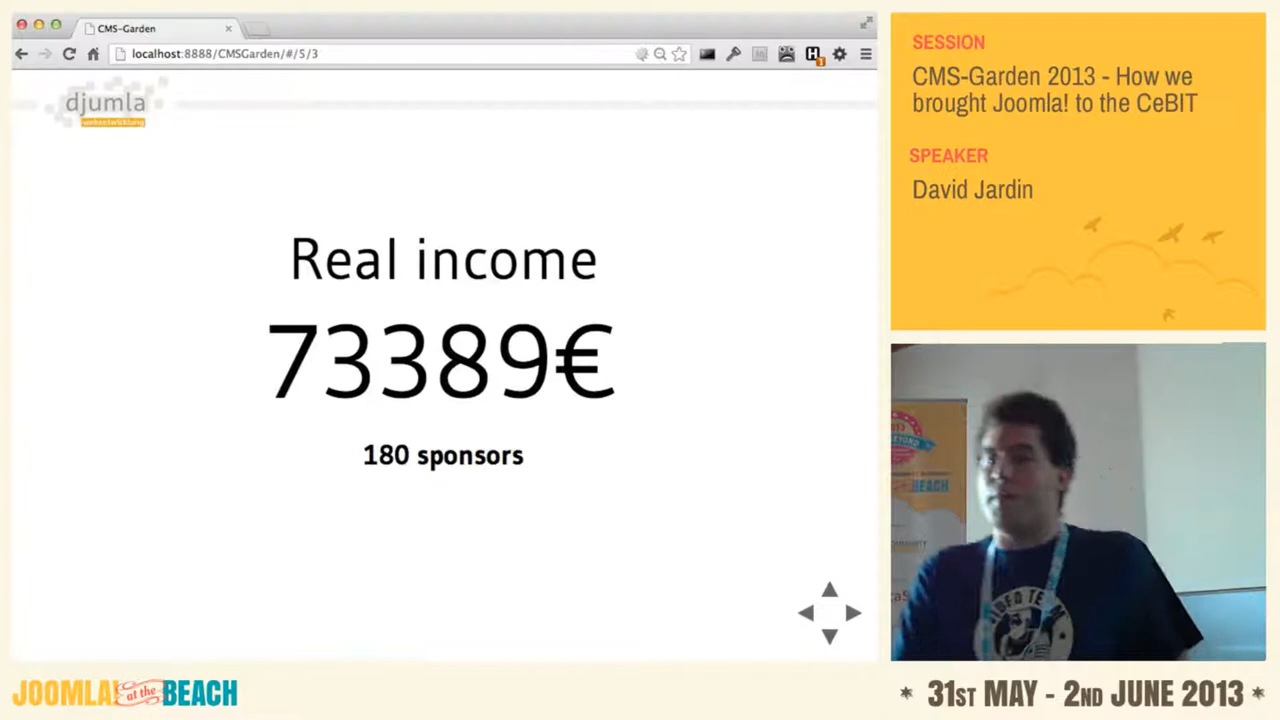 CMS-Garden
localhost:8888/CMSGarden/#/5/3
djumla
webentwicklung
Real income
73389€
180 sponsors
SESSION
CMS-Garden 2013 - How we
brought Joomla! to the CeBIT
SPEAKER
David Jardin
BEACH
JOOMLA! at the BEACH
* 31ST MAY - 2ND JUNE 2013 *